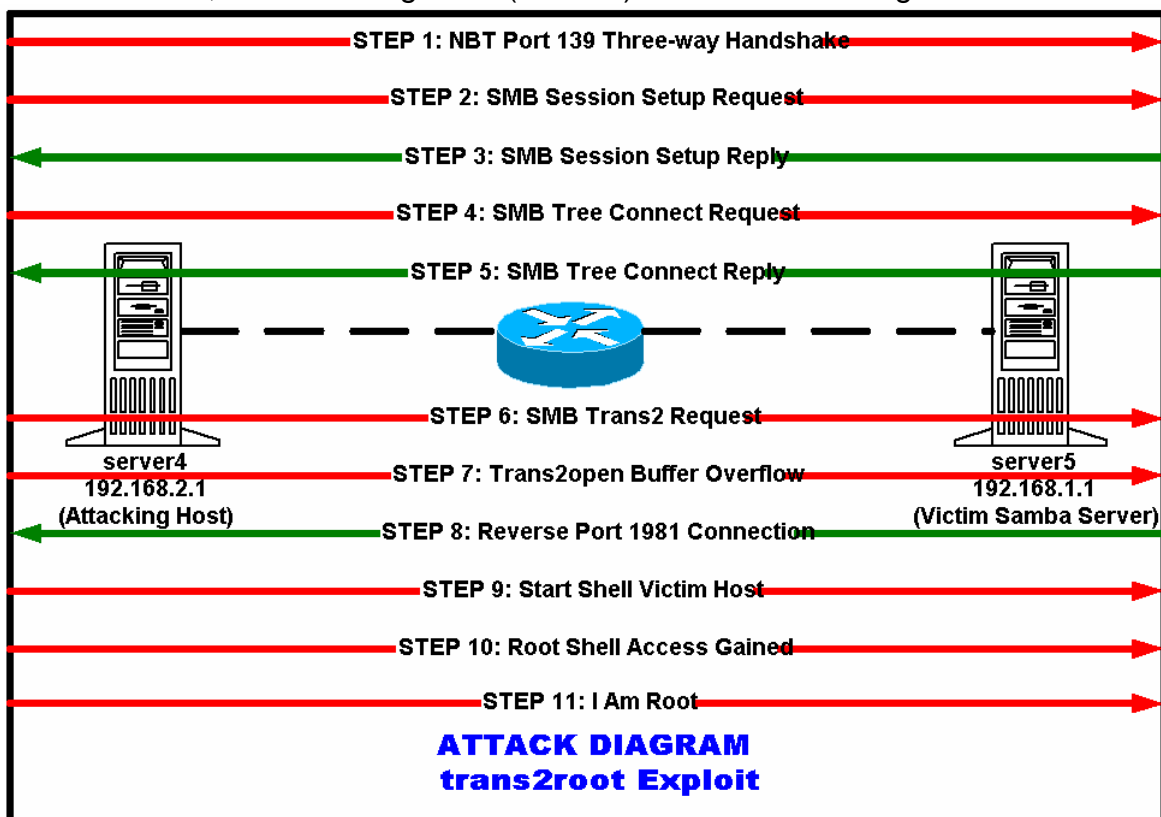 STEP 1: NBT Port 139 Three-way Handshake
STEP 2: SMB Session Setup Request
STEP 3: SMB Session Setup Reply
STEP 4: SMB Tree Connect Request
STEP 5: SMB Tree Connect Reply
STEP 6: SMB Trans2 Request
server4
192.168.2.1
(Attacking Host)
server5
192.168.1.1
(Victim Samba Server)
STEP 7: Trans2open Buffer Overflow
STEP 8: Reverse Port 1981 Connection
STEP 9: Start Shell Victim Host
STEP 10: Root Shell Access Gained
STEP 11: I Am Root
ATTACK DIAGRAM
trans2root Exploit